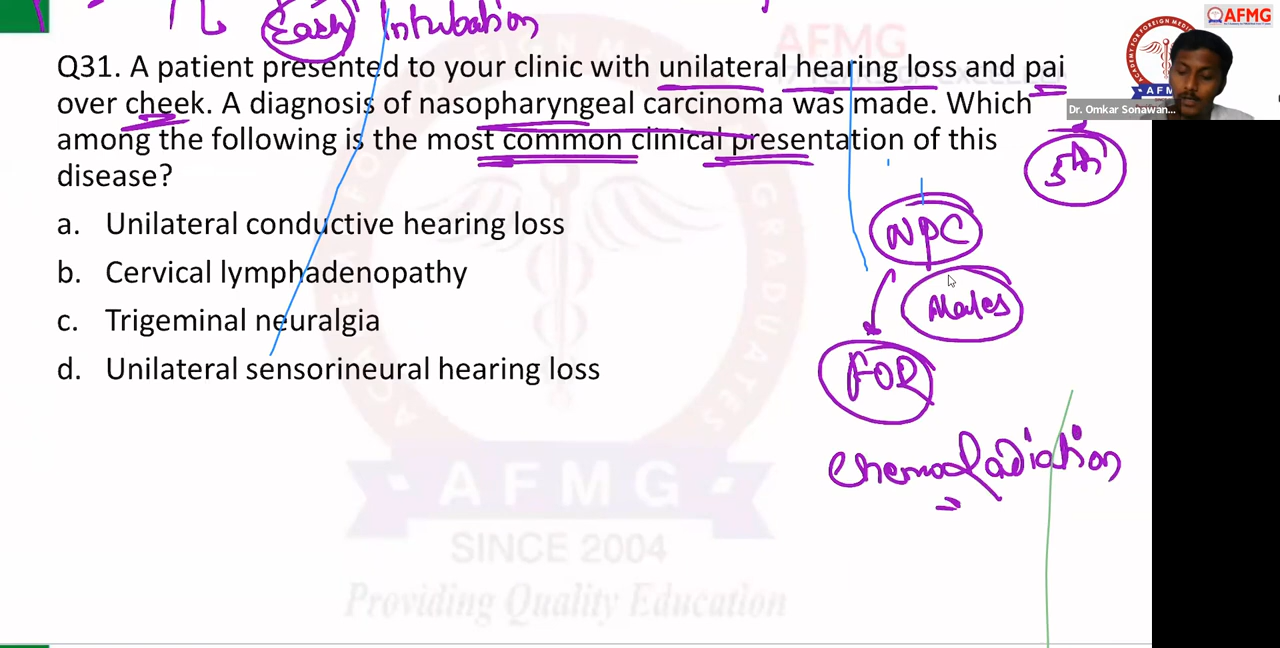 Easy Intubation
AFMG
Q31. A patient presented to your clinic with unilateral hearing loss and pai
over cheek. A diagnosis of nasopharyngeal carcinoma was made. Which
among the following is the most common clinical presentation of this
disease?
a. Unilateral conductive hearing loss
b. Cervical lymphadenopathy
c. Trigeminal neuralgia
d. Unilateral sensorineural hearing loss
Dr. Omkar Sonawan...
5th
NPC
Males
FOR
chemoradiation
AFMG
AFMG
SINCE 2004
Providing Quality Education